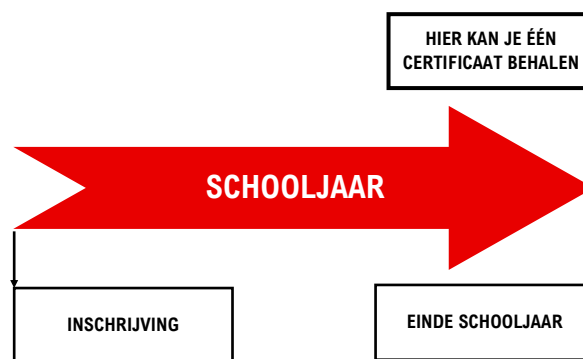 HIER KAN JE ÉÉN
CERTIFICAAT BEHALEN
SCHOOLJAAR
INSCHRIJVING
EINDE SCHOOLJAAR